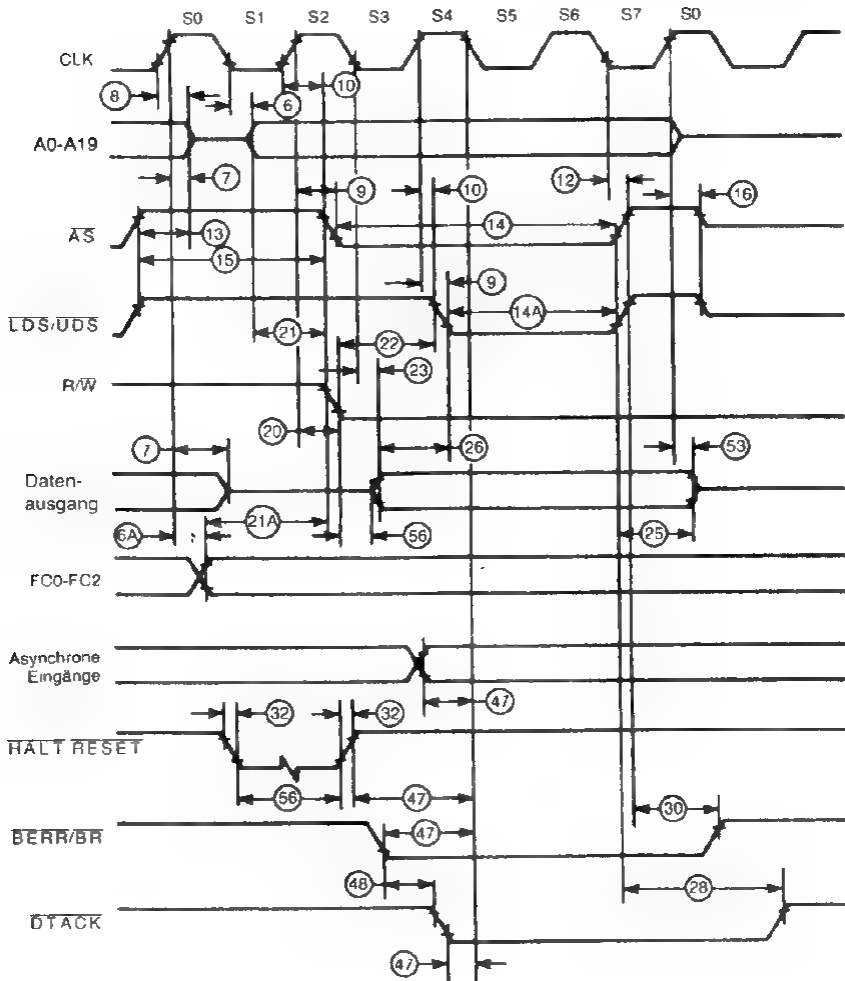 S0 S1 S2 S3 S4 S5 S6 S7 S0
CLK
8 6 10
A0-A19
7 9 10 12 16
AS
13 14
15
9
LDS/UDS
21 14A
22
23
R/W
20
7 26 53
Daten-
ausgang
6A 21A 56 25
FC0-FC2
Asynchrone
Eingänge
47
32 32
HALT RESET
56 47
30
47
BERR/BR
48 28
DTACK
47